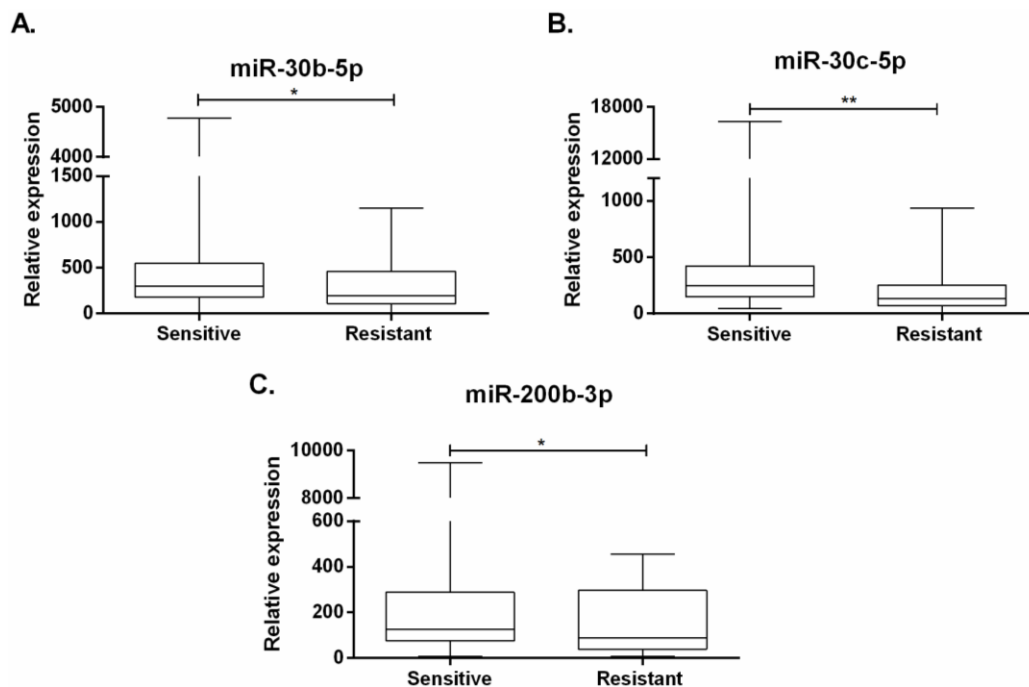 A.
miR-30b-5p
*
Relative expression
5000
4000
1500
1000
500
0
Sensitive Resistant
B.
miR-30c-5p
**
Relative expression
18000
12000
1000
500
0
Sensitive Resistant
C.
miR-200b-3p
*
Relative expression
10000
8000
600
400
200
0
Sensitive Resistant